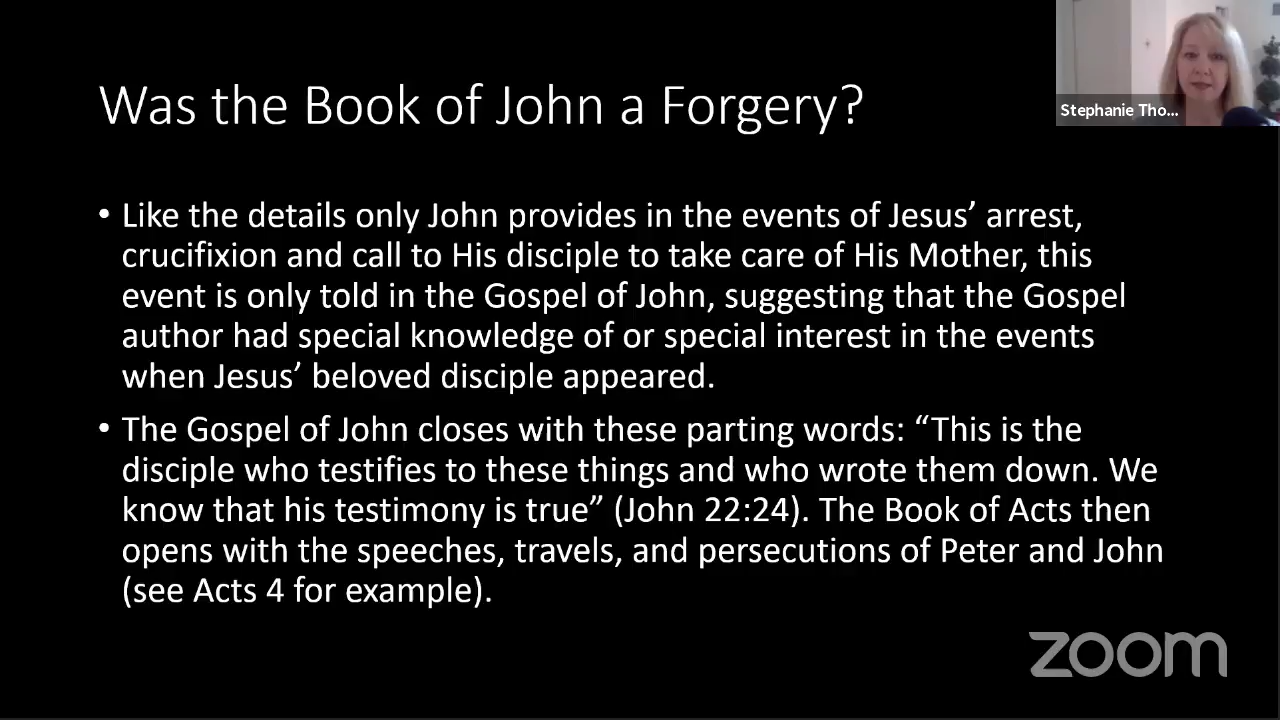 Was the Book of John a Forgery?
Stephanie Tho...
• Like the details only John provides in the events of Jesus’ arrest,
crucifixion and call to His disciple to take care of His Mother, this
event is only told in the Gospel of John, suggesting that the Gospel
author had special knowledge of or special interest in the events
when Jesus’ beloved disciple appeared.
• The Gospel of John closes with these parting words: “This is the
disciple who testifies to these things and who wrote them down. We
know that his testimony is true” (John 22:24). The Book of Acts then
opens with the speeches, travels, and persecutions of Peter and John
(see Acts 4 for example).
zoom